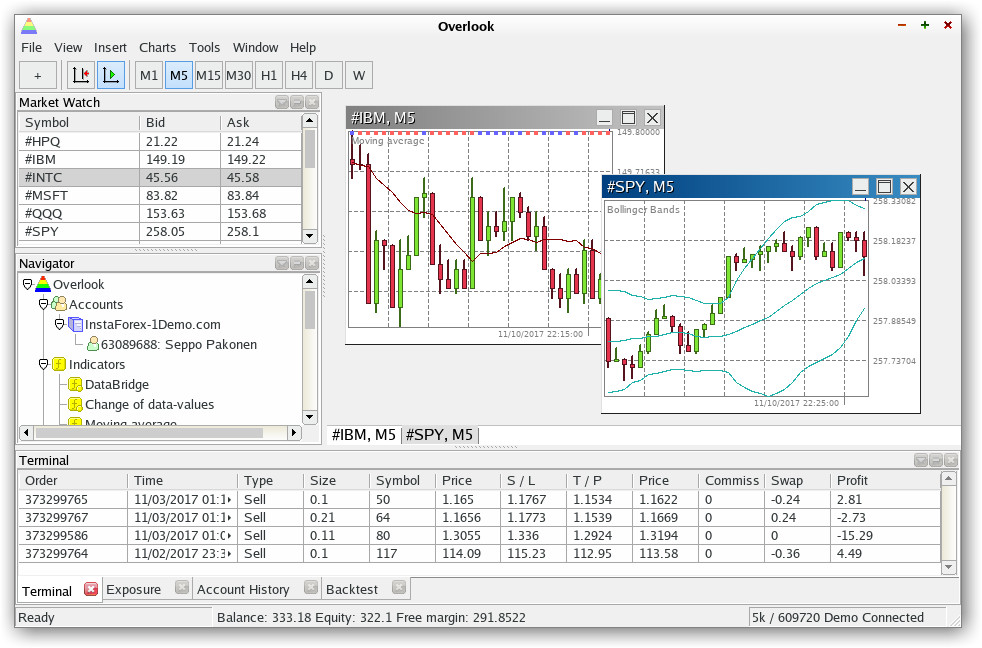 Overlook
File View Insert Charts Tools Window Help
+ M1 M5 M15 M30 H1 H4 D W
Market Watch
Symbol Bid Ask
#HPQ 21.22 21.24
#IBM 149.19 149.22
#INTC 45.56 45.58
#MSFT 83.82 83.84
#QQQ 153.63 153.68
#SPY 258.05 258.1
Navigator
Overlook
Accounts
InstaForex-1Demo.com
63089688: Seppo Pakonen
Indicators
DataBridge
Change of data-values
Moving average
#IBM, M5
Moving average
149.80000
149.71633
11/10/2017 22:15:00
#SPY, M5
Bollinger Bands
258.33082
258.18237
258.03393
257.88549
257.73704
11/10/2017 22:25:00
#IBM, M5 #SPY, M5
Terminal
Order Time Type Size Symbol Price S / L T / P Price Commiss Swap Profit
373299765 11/03/2017 01:1 Sell 0.1 50 1.165 1.1767 1.1534 1.1622 0 -0.24 2.81
373299767 11/03/2017 01:1 Sell 0.21 64 1.1656 1.1773 1.1539 1.1669 0 0.24 -2.73
373299586 11/03/2017 01:0 Sell 0.11 80 1.3055 1.336 1.2924 1.3194 0 0 -15.29
373299764 11/02/2017 23:3 Sell 0.1 117 114.09 115.23 112.95 113.58 0 -0.36 4.49
Terminal Exposure Account History Backtest
Ready Balance: 333.18 Equity: 322.1 Free margin: 291.8522 5k / 609720 Demo Connected